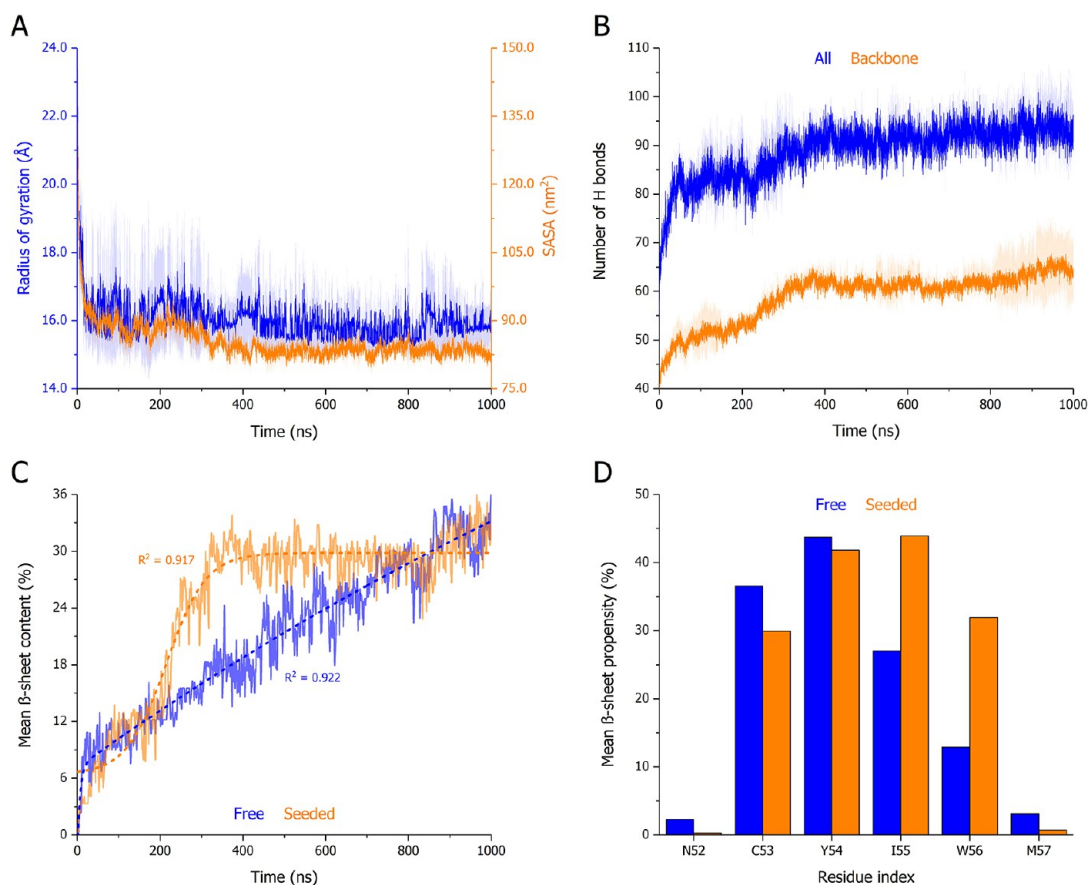 A
24.0
22.0
20.0
18.0
16.0
14.0
Radius of gyration (Å)
150.0
135.0
120.0
105.0
90.0
75.0
SASA (nm²)
0 200 400 600 800 1000
Time (ns)
B
110
100
90
80
70
60
50
40
Number of H bonds
All Backbone
0 200 400 600 800 1000
Time (ns)
C
36
30
24
18
12
6
0
Mean ß-sheet content (%)
R² = 0.917
R² = 0.922
Free Seeded
0 200 400 600 800 1000
Time (ns)
D
50
40
30
20
10
0
Mean ß-sheet propensity (%)
Free Seeded
N52 C53 Y54 I55 W56 M57
Residue index